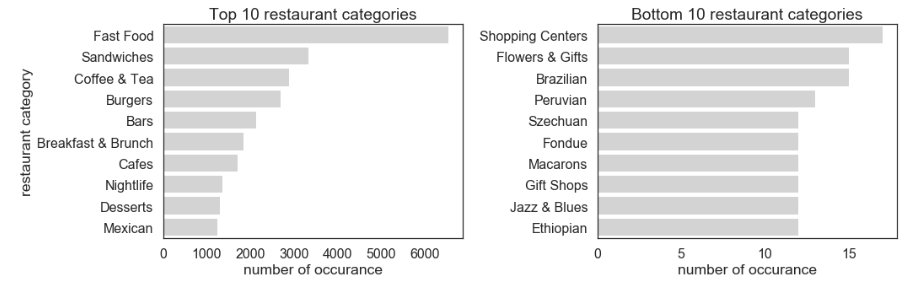 Top 10 restaurant categories
restaurant category
Fast Food
Sandwiches
Coffee & Tea
Burgers
Bars
Breakfast & Brunch
Cafes
Nightlife
Desserts
Mexican
0 1000 2000 3000 4000 5000 6000
number of occurance
Bottom 10 restaurant categories
Shopping Centers
Flowers & Gifts
Brazilian
Peruvian
Szechuan
Fondue
Macarons
Gift Shops
Jazz & Blues
Ethiopian
0 5 10 15
number of occurance